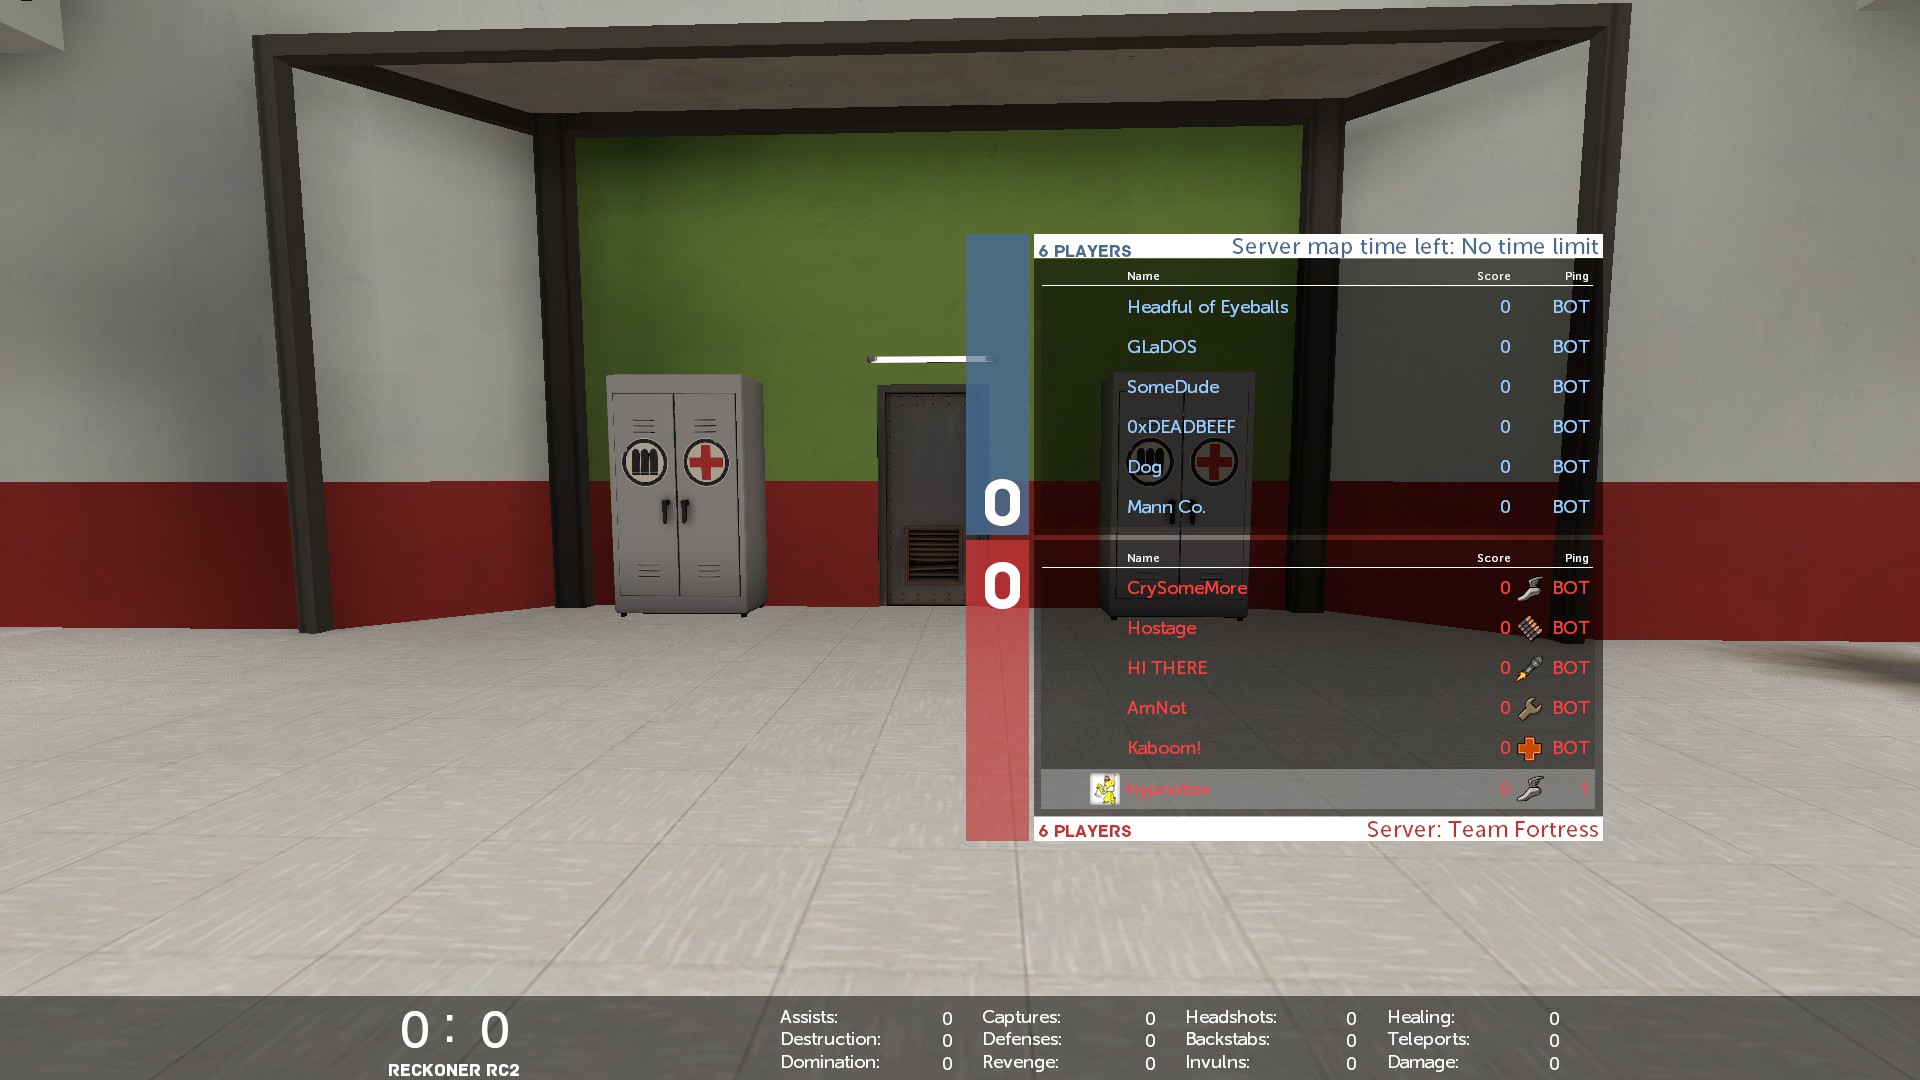 6 PLAYERS Server map time left: No time limit
Name Score Ping
Headful of Eyeballs 0 BOT
GLaDOS 0 BOT
SomeDude 0 BOT
0xDEADBEEF 0 BOT
Dog 0 BOT
Mann Co. 0 BOT
0
0
Name Score Ping
CrySomeMore 0 BOT
Hostage 0 BOT
HI THERE 0 BOT
AmNot 0 BOT
Kaboom! 0 BOT
hypnotize 0 1
6 PLAYERS Server: Team Fortress
0 : 0
RECKONER RC2
Assists: 0 Captures: 0 Headshots: 0 Healing: 0
Destruction: 0 Defenses: 0 Backstabs: 0 Teleports: 0
Domination: 0 Revenge: 0 Invulns: 0 Damage: 0